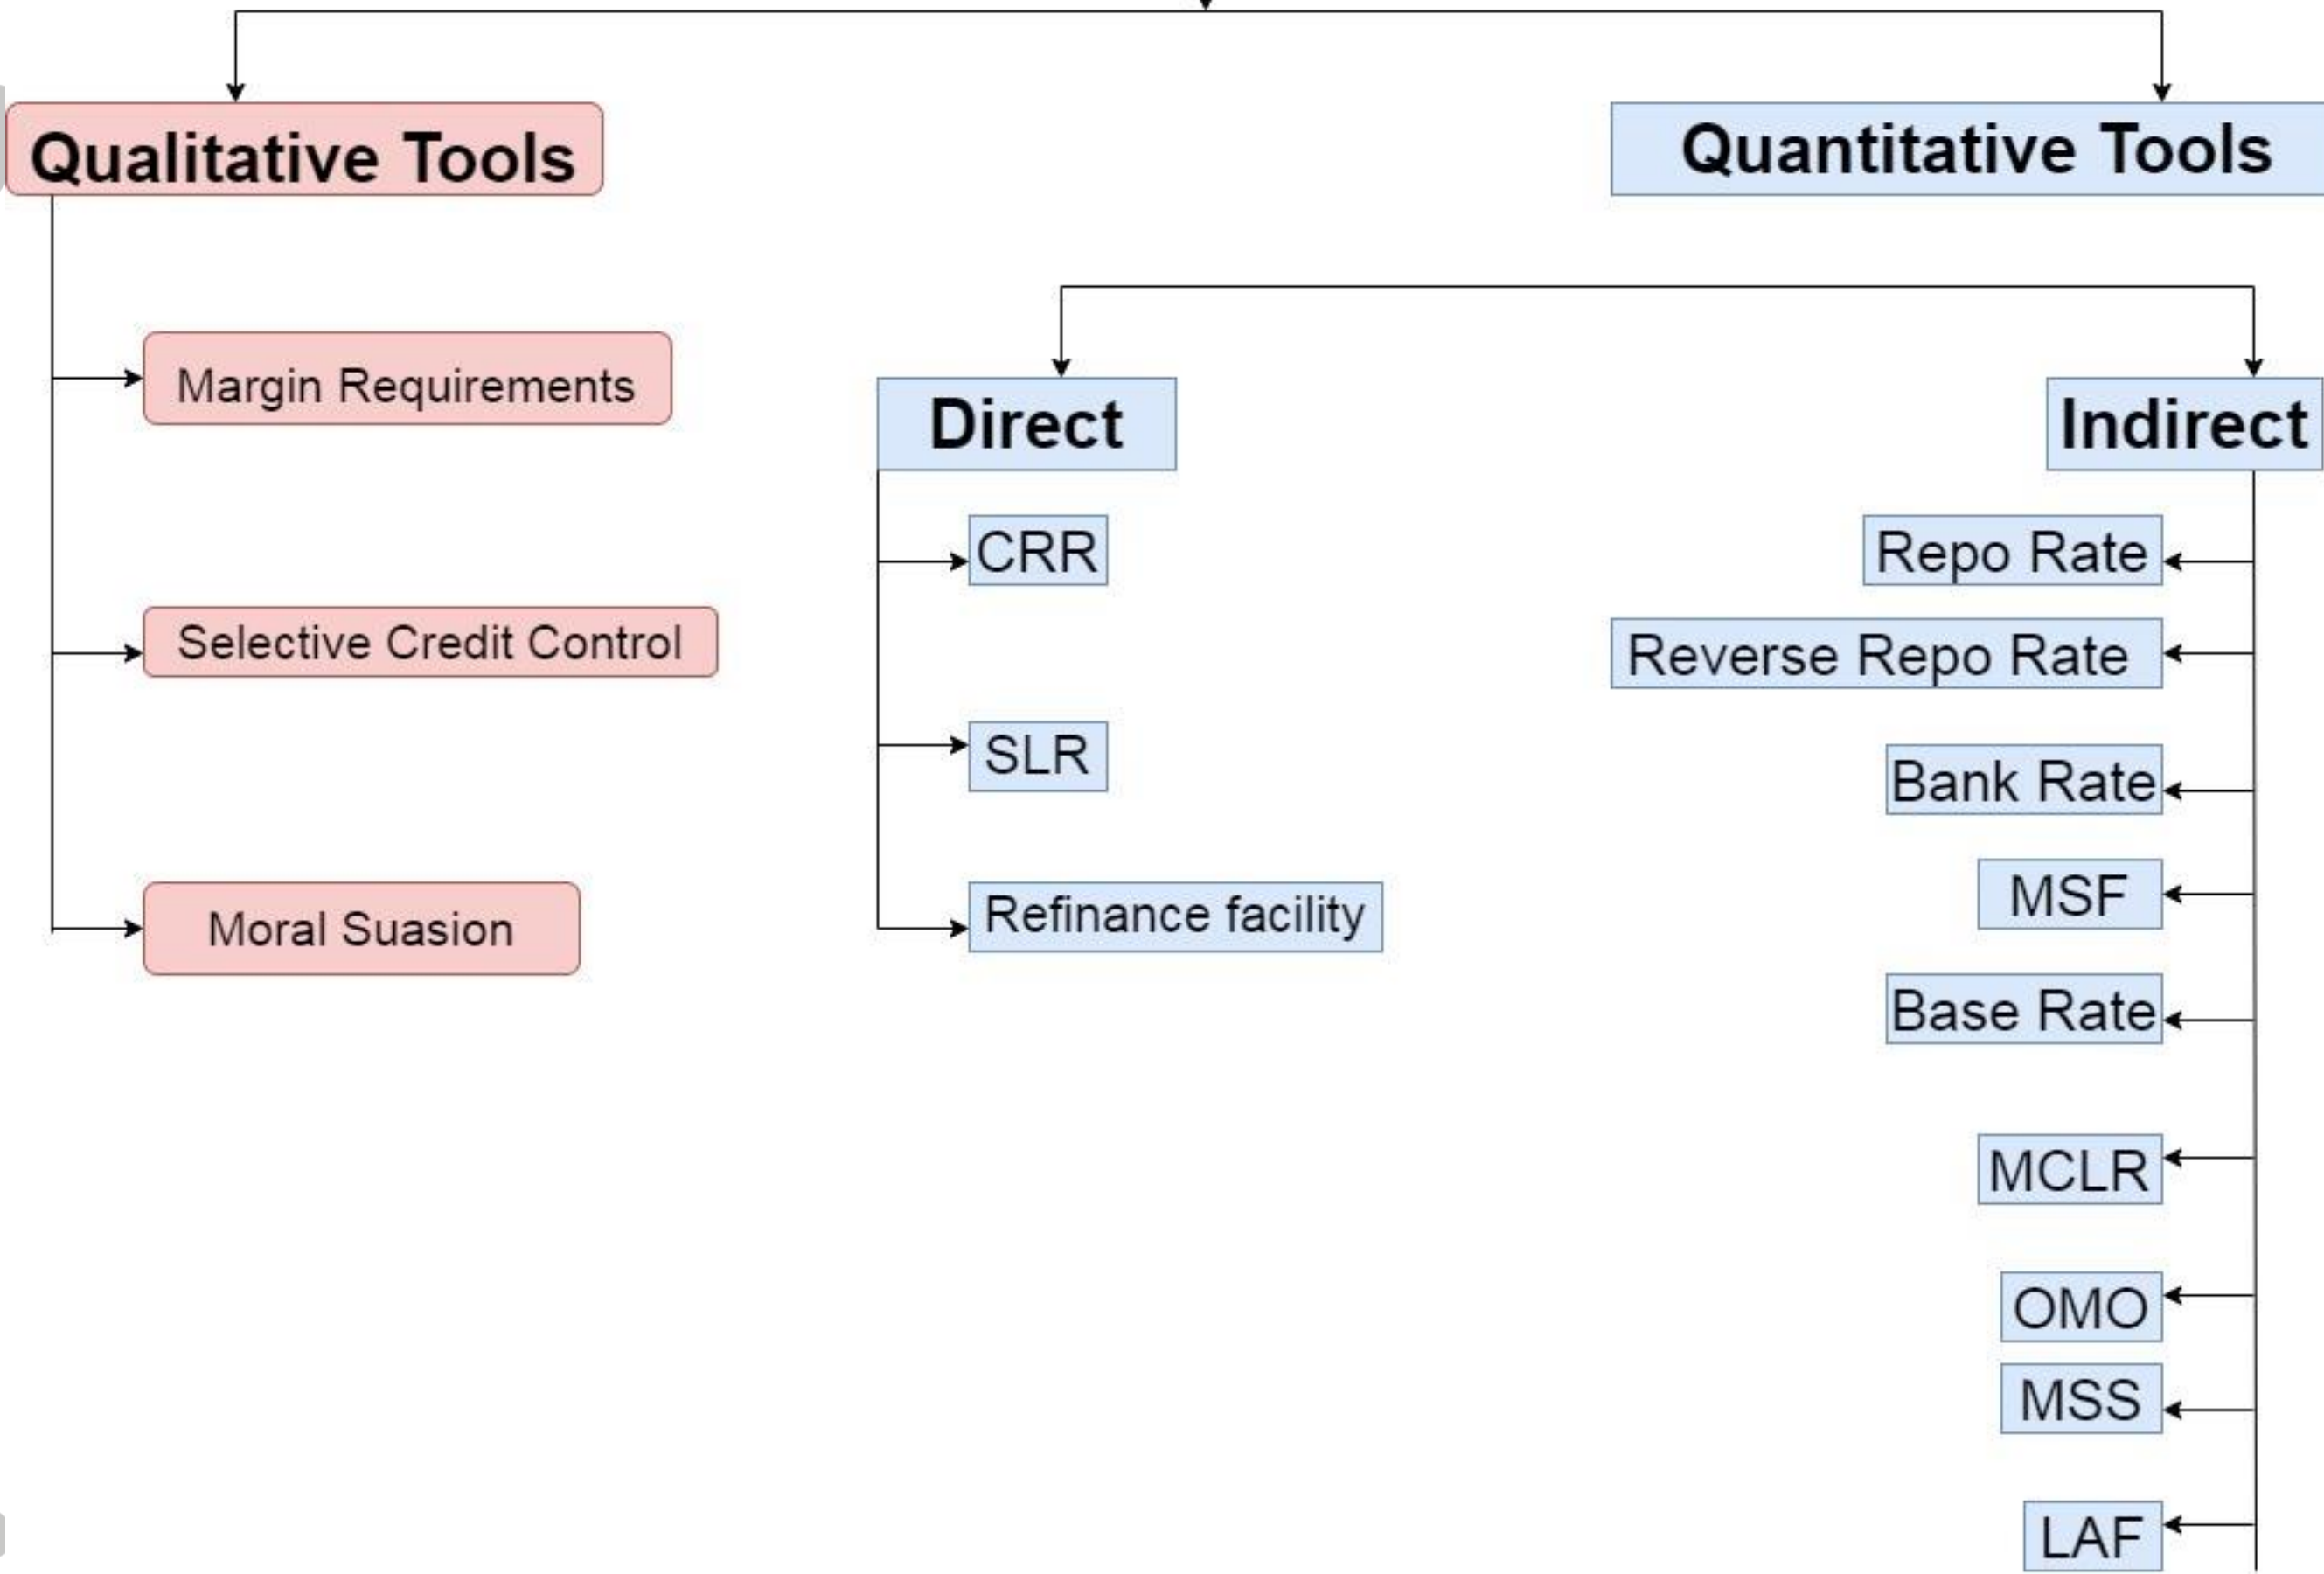 Qualitative Tools
Quantitative Tools
Margin Requirements
Selective Credit Control
Moral Suasion
Direct
CRR
SLR
Refinance facility
Indirect
Repo Rate
Reverse Repo Rate
Bank Rate
MSF
Base Rate
MCLR
OMO
MSS
LAF